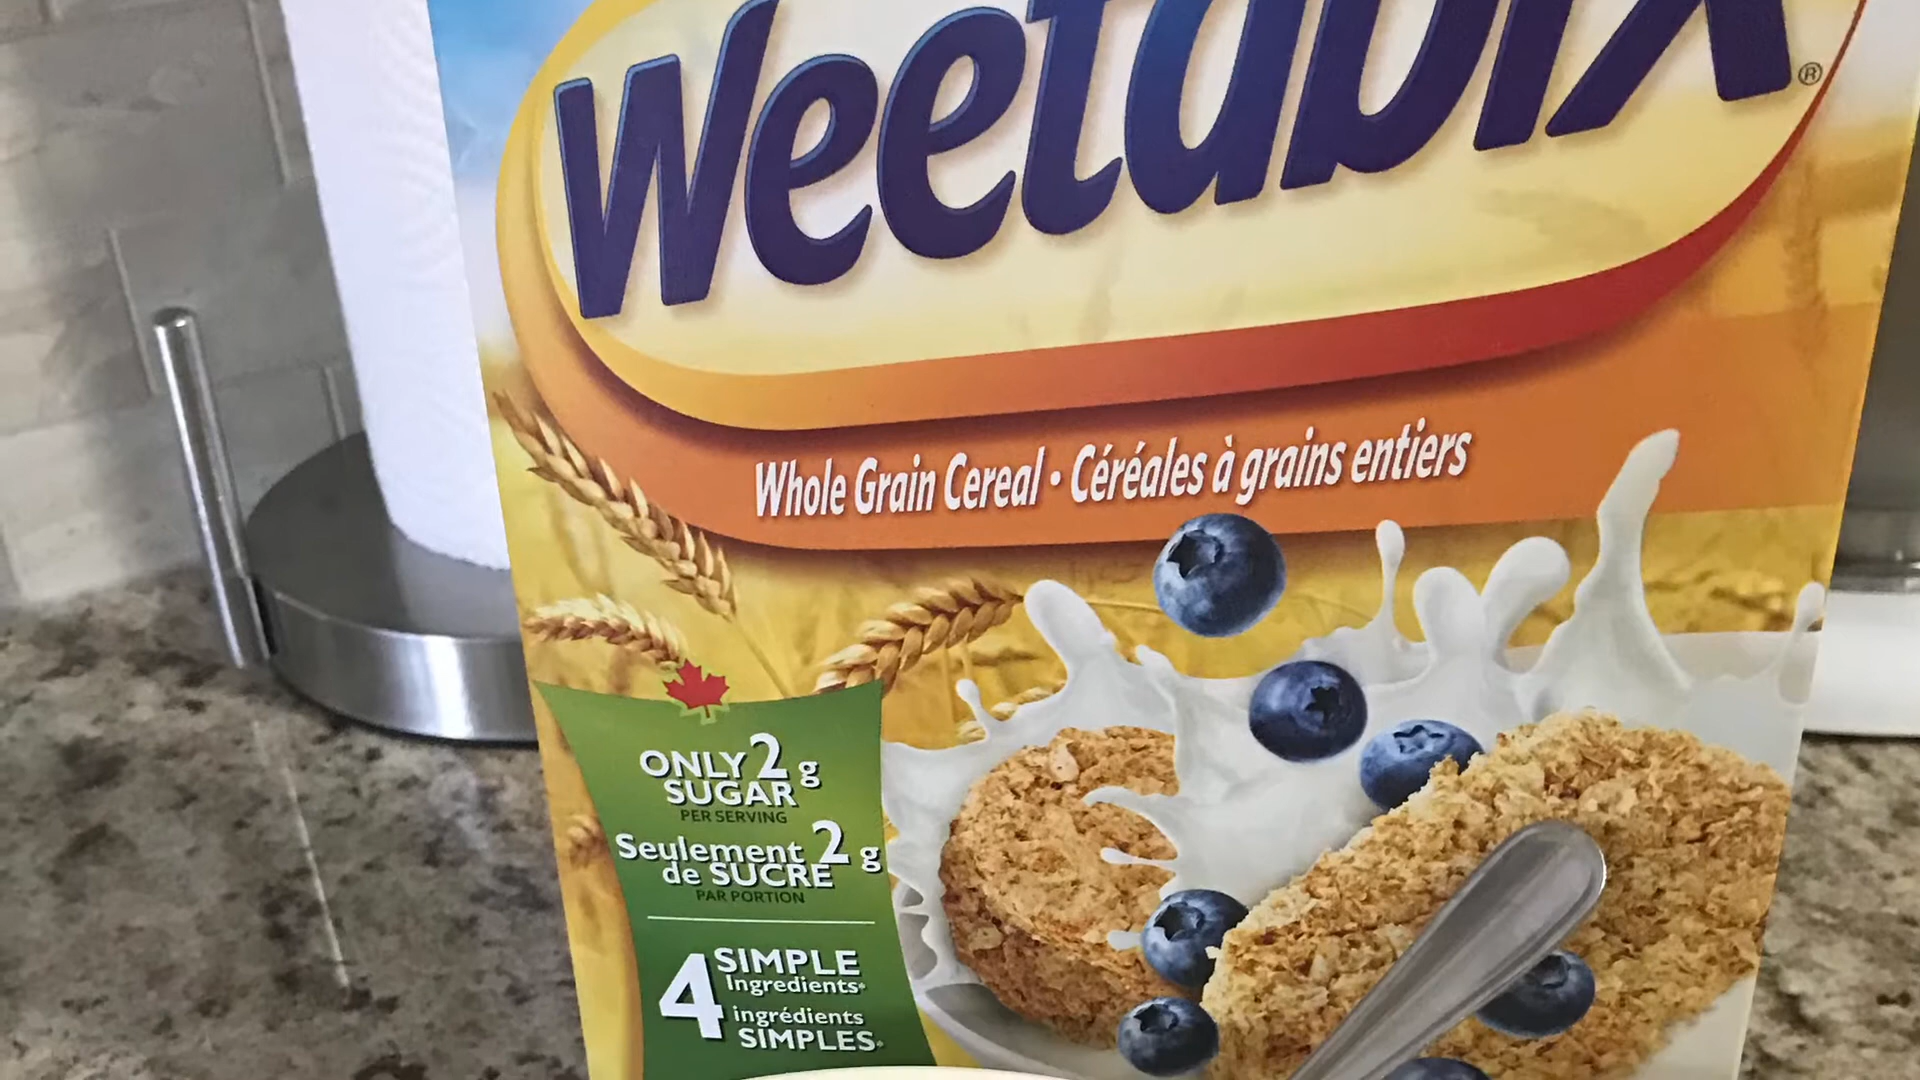 Weetabix®
Whole Grain Cereal • Céréales à grains entiers
ONLY 2 g
SUGAR
PER SERVING
Seulement 2 g
de SUCRE
PAR PORTION
4 SIMPLE
Ingredients+
ingrédients
SIMPLES+